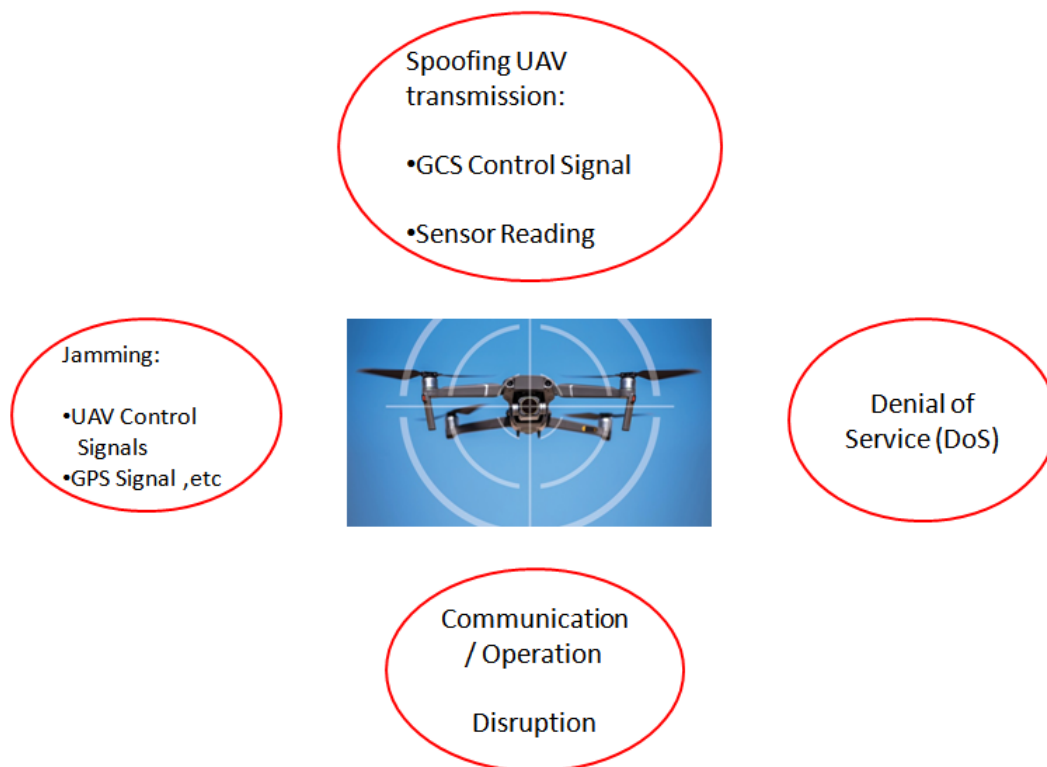 Spoofing UAV
transmission:
•GCS Control Signal
•Sensor Reading
Jamming:
•UAV Control
Signals
•GPS Signal ,etc
Denial of
Service (DoS)
Communication
/ Operation
Disruption